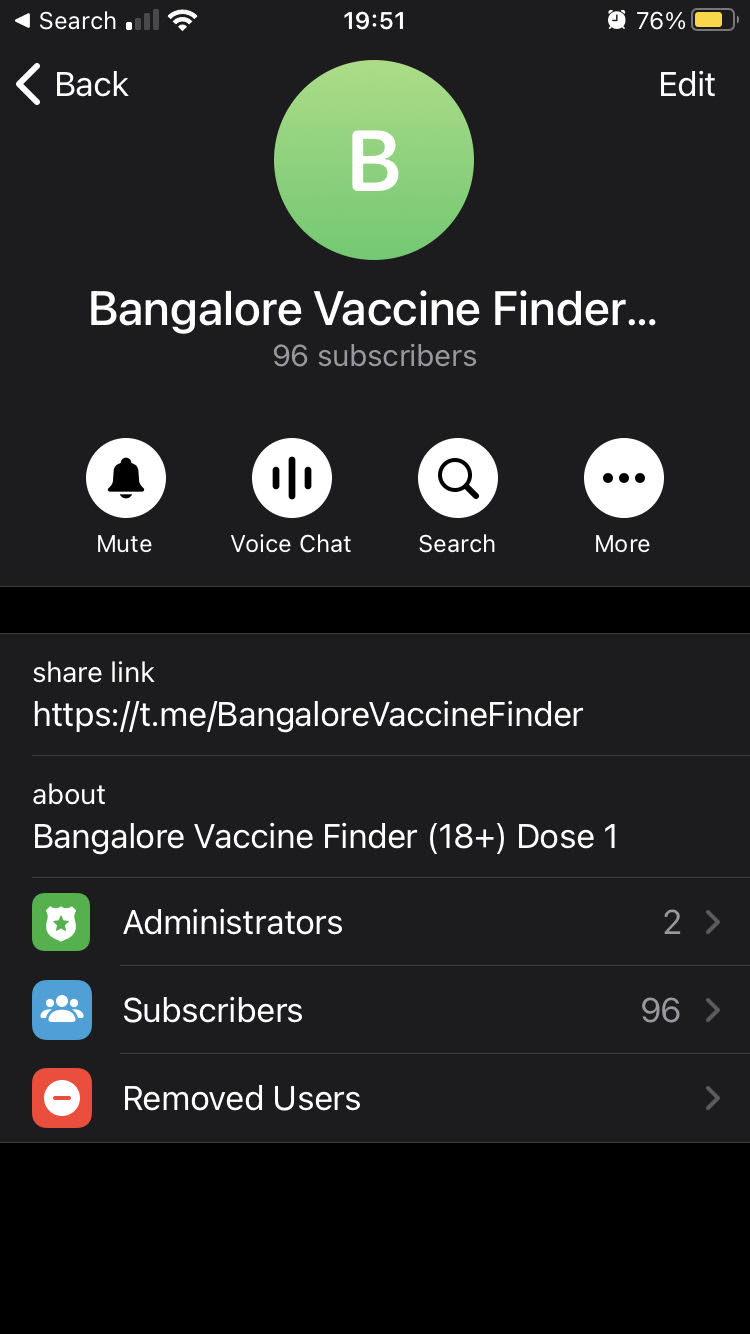 Search 19:51 76%
Back Edit
B
Bangalore Vaccine Finder...
96 subscribers
Mute Voice Chat Search More
share link
https://t.me/BangaloreVaccineFinder
about
Bangalore Vaccine Finder (18+) Dose 1
Administrators 2
Subscribers 96
Removed Users